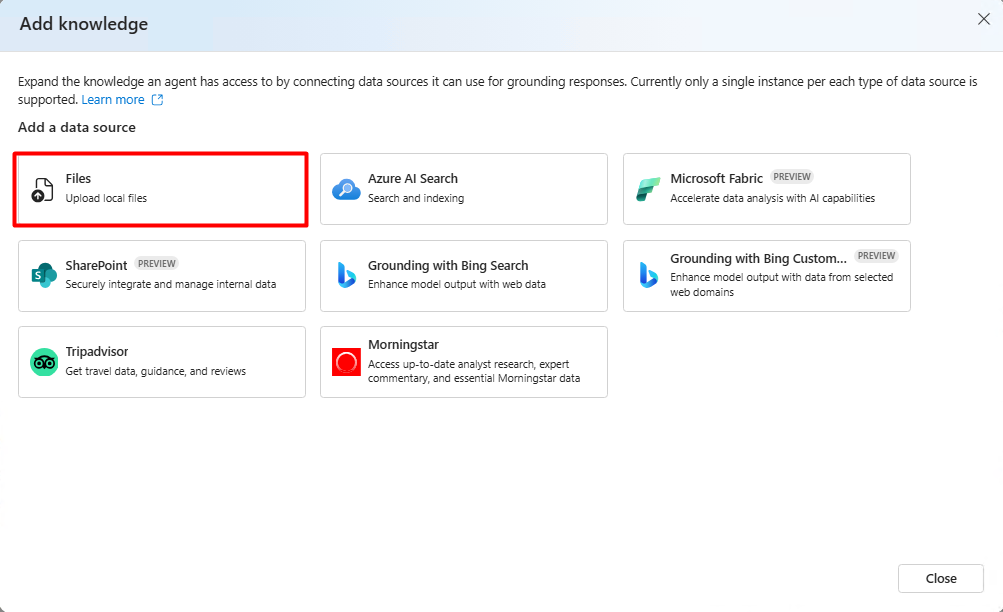 Add knowledge
Expand the knowledge an agent has access to by connecting data sources it can use for grounding responses. Currently only a single instance per each type of data source is
supported. Learn more
Add a data source
Files
Upload local files
Azure AI Search
Search and indexing
Microsoft Fabric PREVIEW
Accelerate data analysis with AI capabilities
SharePoint PREVIEW
Securely integrate and manage internal data
Grounding with Bing Search
Enhance model output with web data
Grounding with Bing Custom... PREVIEW
Enhance model output with data from selected
web domains
Tripadvisor
Get travel data, guidance, and reviews
Morningstar
Access up-to-date analyst research, expert
commentary, and essential Morningstar data
Close